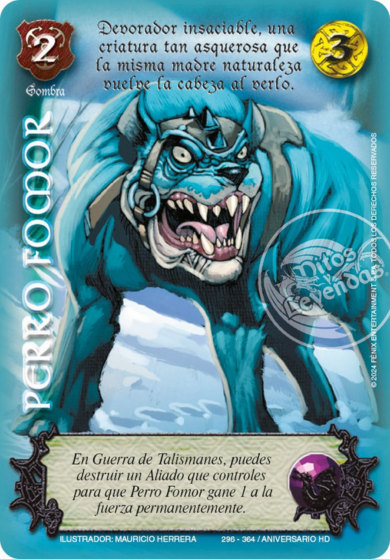 Devorador insaciable, una
criatura tan asquerosa que
la misma madre naturaleza
vuelve la cabeza al verlo.
2
3
Sombra
PERRO FOMOR
Mitos y
Leyendas
© 2024 FÉNIX ENTERTAINMENT TODOS LOS DERECHOS RESERVADOS
En Guerra de Talismanes, puedes
destruir un Aliado que controles
para que Perro Fomor gane 1 a la
fuerza permanentemente.
ILUSTRADOR: MAURICIO HERRERA 296 - 364 / ANIVERSARIO HD